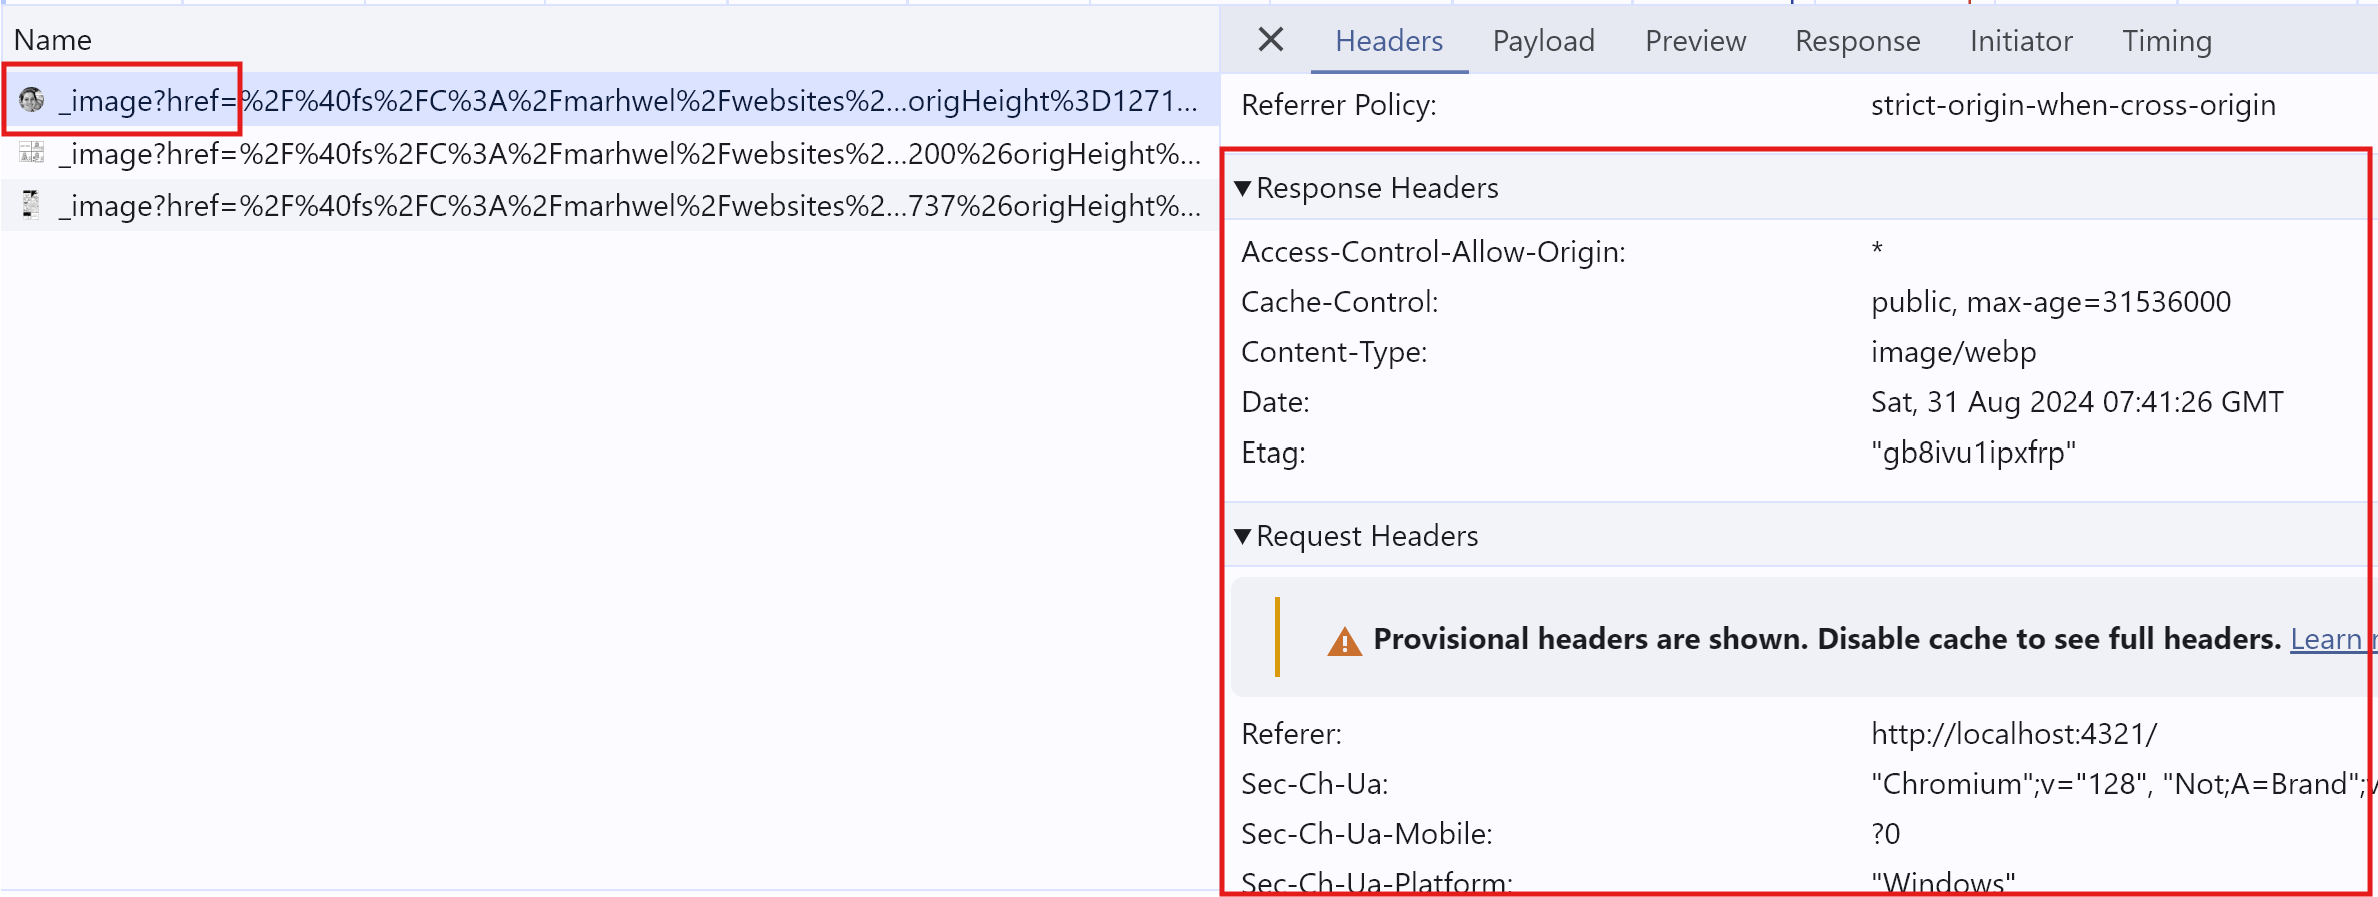 Name
_image?href=%2F%40fs%2FC%3A%2Fmarhwel%2Fwebsites%2...origHeight%3D1271...
_image?href=%2F%40fs%2FC%3A%2Fmarhwel%2Fwebsites%2...200%26origHeight%...
_image?href=%2F%40fs%2FC%3A%2Fmarhwel%2Fwebsites%2...737%26origHeight%...
Headers Payload Preview Response Initiator Timing
Referrer Policy: strict-origin-when-cross-origin
Response Headers
Access-Control-Allow-Origin: *
Cache-Control: public, max-age=31536000
Content-Type: image/webp
Date: Sat, 31 Aug 2024 07:41:26 GMT
Etag: "gb8ivu1ipxfrp"
Request Headers
Provisional headers are shown. Disable cache to see full headers. Learn
Referer: http://localhost:4321/
Sec-Ch-Ua: "Chromium";v="128", "Not;A=Brand";v
Sec-Ch-Ua-Mobile: ?0
Sec-Ch-Ua-Platform: "Windows"